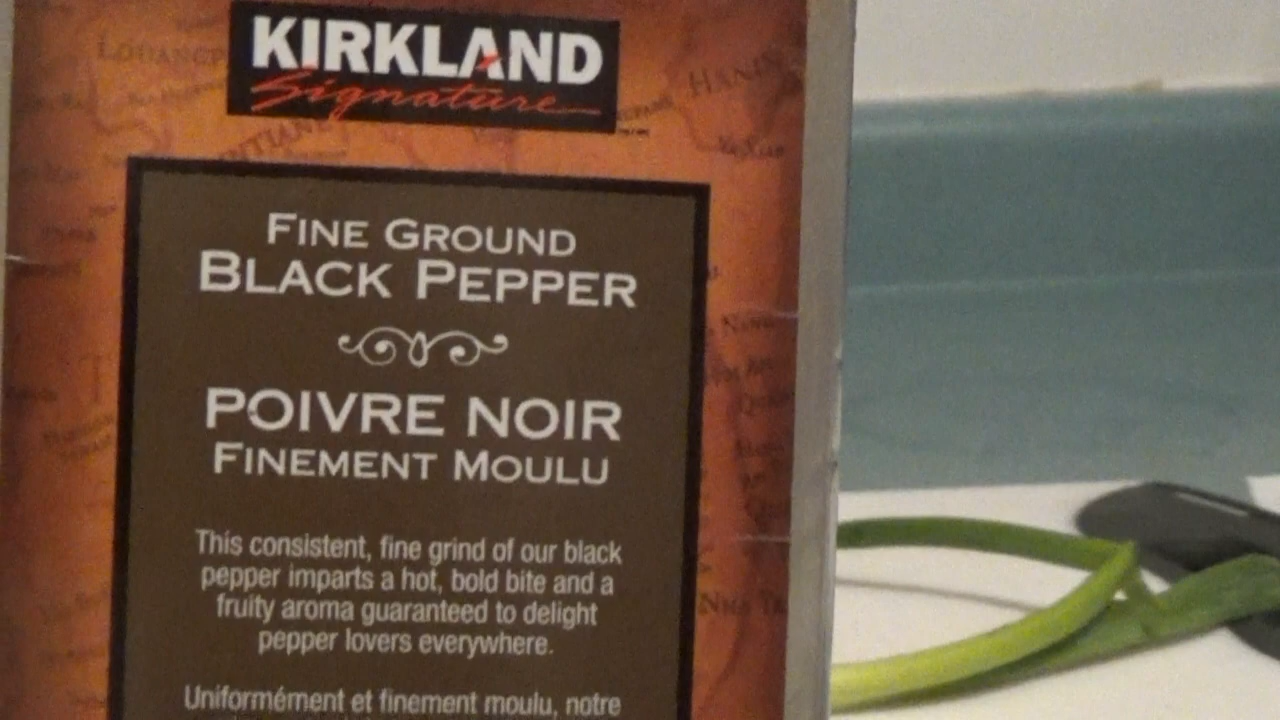 KIRKLAND
Signature
FINE GROUND
BLACK PEPPER
POIVRE NOIR
FINEMENT MOULU
This consistent, fine grind of our black
pepper imparts a hot, bold bite and a
fruity aroma guaranteed to delight
pepper lovers everywhere.
Uniformément et finement moulu, notre